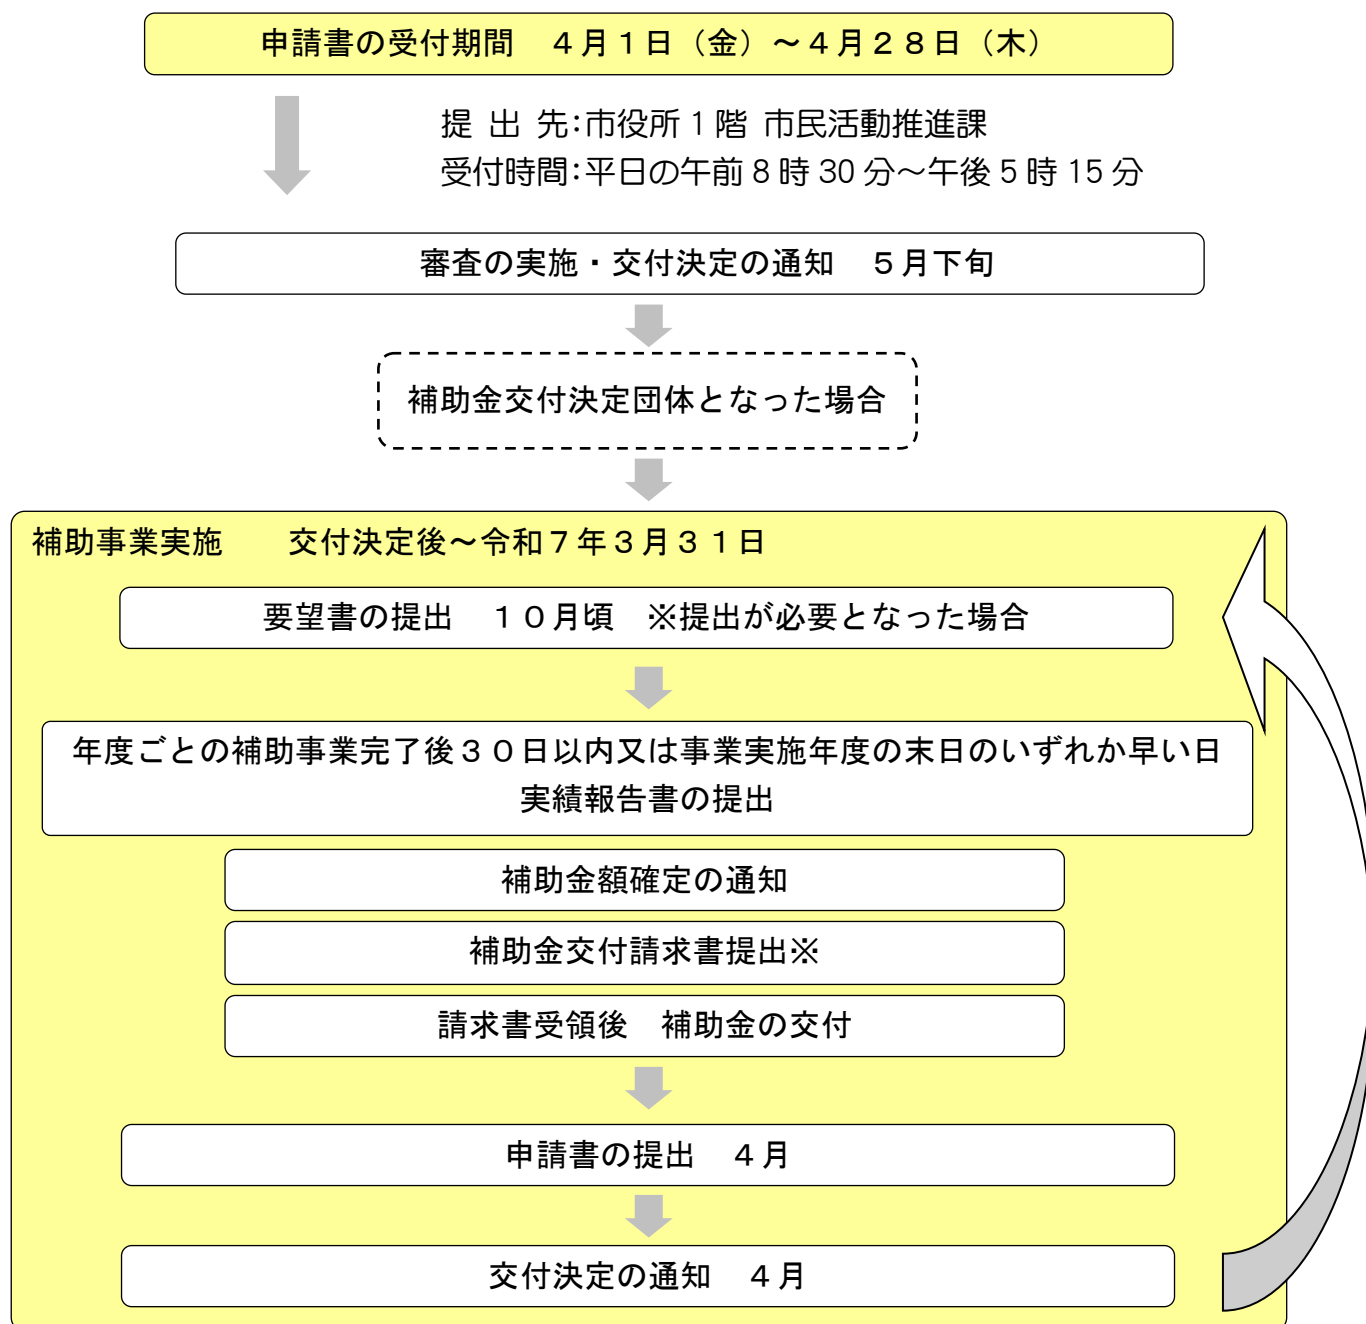 申請書の受付期間　４月１日（金）～４月２８日（木）
提 出 先：市役所１階 市民活動推進課
受付時間：平日の午前８時30分～午後５時15分
審査の実施・交付決定の通知　５月下旬
補助金交付決定団体となった場合
補助事業実施　　交付決定後～令和７年３月３１日
要望書の提出　１０月頃　※提出が必要となった場合
年度ごとの補助事業完了後３０日以内又は事業実施年度の末日のいずれか早い日
実績報告書の提出
補助金額確定の通知
補助金交付請求書提出※
請求書受領後　補助金の交付
申請書の提出　４月
交付決定の通知　４月